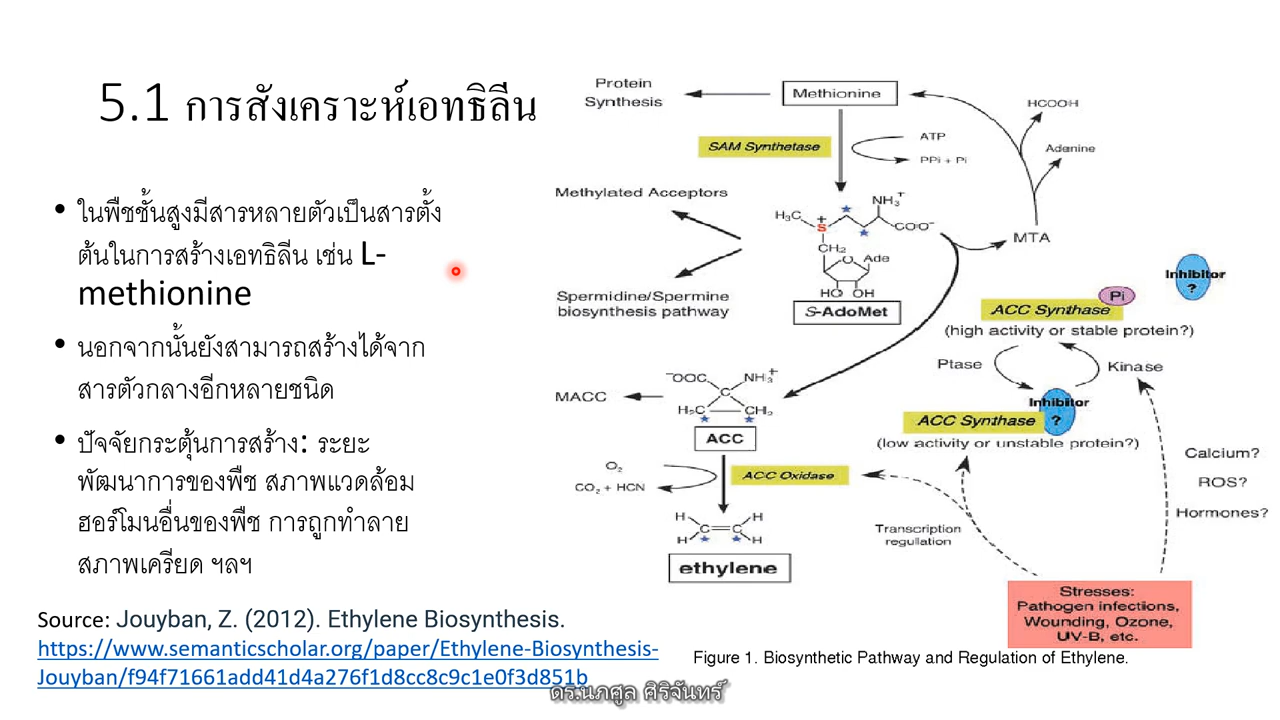 5.1 การสังเคราะห์เอทธิลีน
• ในพืชชั้นสูงมีสารหลายตัวเป็นสารตั้ง
ต้นในการสร้างเอทธิลีน เช่น L-
methionine
• นอกจากนั้นยังสามารถสร้างได้จาก
สารตัวกลางอีกหลายชนิด
• ปัจจัยกระตุ้นการสร้าง: ระยะ
พัฒนาการของพืช สภาพแวดล้อม
ฮอร์โมนอื่นของพืช การถูกทำลาย
สภาพเครียด ฯลฯ
Source: Jouyban, Z. (2012). Ethylene Biosynthesis.
https://www.semanticscholar.org/paper/Ethylene-Biosynthesis-
Jouyban/f94f71661add41d4a276f1d8cc8c9c1e0f3d851b
Protein
Synthesis
Methionine
HCOOH
SAM Synthetase
ATP
PPi + Pi
Adenine
Methylated Acceptors
NH₃⁺
H₃C
S⁺
COO⁻
CH₂
MTA
O
Ade
HO OH
Spermidine/Spermine
biosynthesis pathway
S-AdoMet
Inhibitor
?
ACC Synthase
Pi
(high activity or stable protein?)
Ptase
Kinase
⁻OOC
NH₃⁺
C
MACC
H₂C
CH₂
ACC
Inhibitor
?
ACC Synthase
(low activity or unstable protein?)
O₂
CO₂ + HCN
ACC Oxidase
Calcium?
ROS?
Hormones?
H H
C=C
H H
Transcription
regulation
ethylene
Stresses:
Pathogen infections,
Wounding, Ozone,
UV-B, etc.
Figure 1. Biosynthetic Pathway and Regulation of Ethylene.
ดร.นภศูล ศิริจันทร์